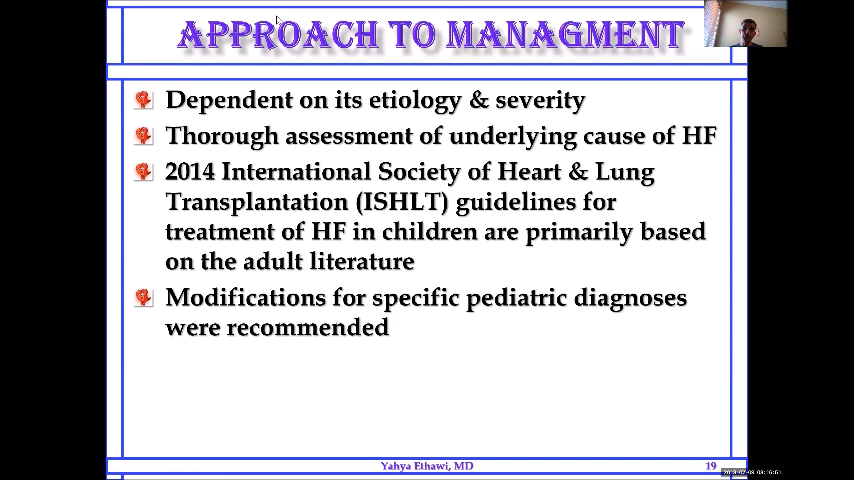 APPROACH TO MANAGMENT
Dependent on its etiology & severity
Thorough assessment of underlying cause of HF
2014 International Society of Heart & Lung
Transplantation (ISHLT) guidelines for
treatment of HF in children are primarily based
on the adult literature
Modifications for specific pediatric diagnoses
were recommended
Yahya Ethawi, MD
19